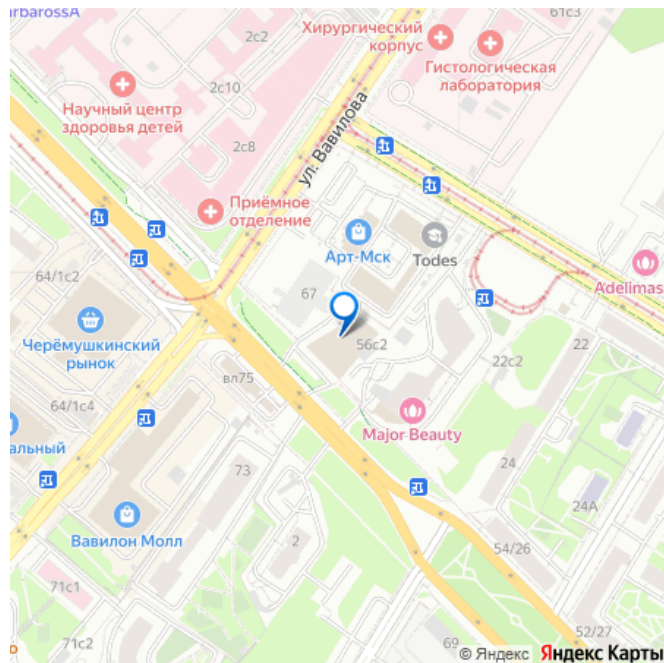 arbarossA
2с2
Хирургический
корпус
61с3
Гистологическая
лаборатория
2с10
Научный центр
здоровья детей
2с8
ул. Вавилова
Приёмное
отделение
Арт-Мск
Todes
64/1с2
67
Adelimas
Черёмушкинский
рынок
56с2
22с2
22
вл75
64/1с4
Major Beauty
альный
73
24
24А
Вавилон Молл
2
54/26
71с1
71с2
69
52/27
о
© Яндекс Яндекс Карты